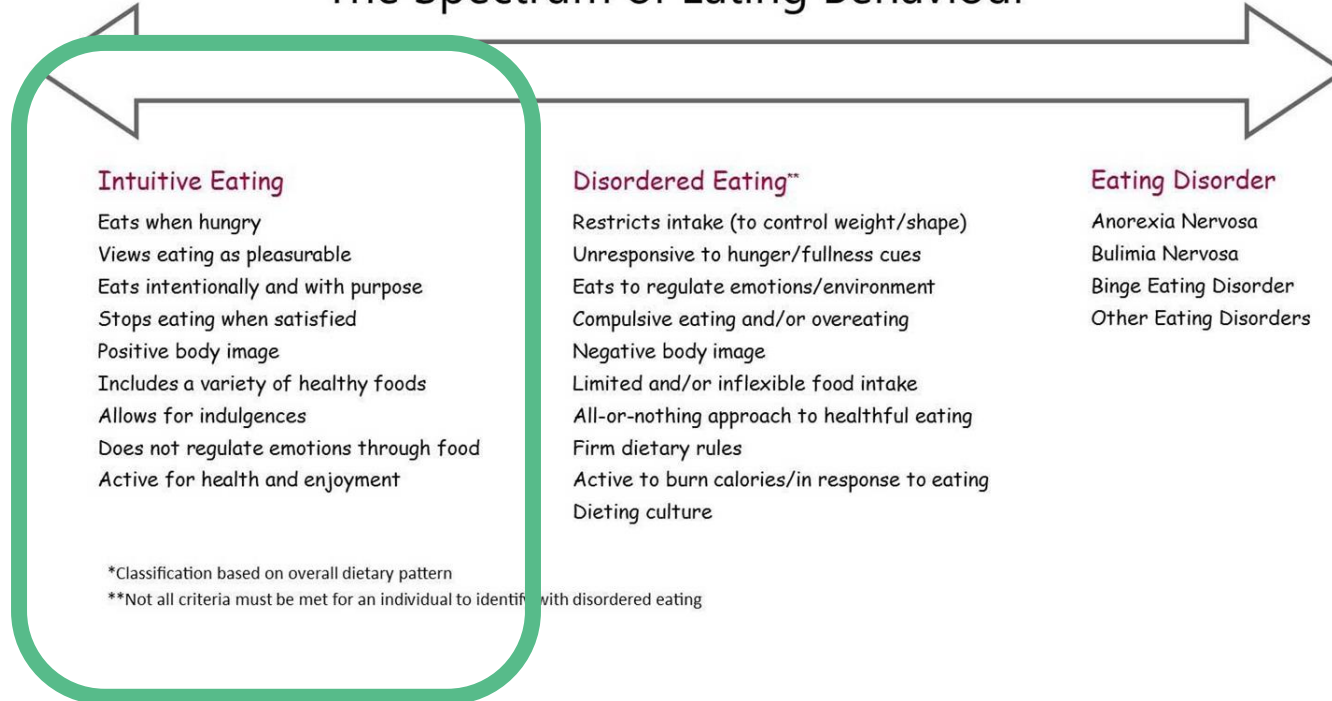 The Spectrum of Eating Behaviour
Intuitive Eating
Eats when hungry
Views eating as pleasurable
Eats intentionally and with purpose
Stops eating when satisfied
Positive body image
Includes a variety of healthy foods
Allows for indulgences
Does not regulate emotions through food
Active for health and enjoyment
Disordered Eating**
Restricts intake (to control weight/shape)
Unresponsive to hunger/fullness cues
Eats to regulate emotions/environment
Compulsive eating and/or overeating
Negative body image
Limited and/or inflexible food intake
All-or-nothing approach to healthful eating
Firm dietary rules
Active to burn calories/in response to eating
Dieting culture
Eating Disorder
Anorexia Nervosa
Bulimia Nervosa
Binge Eating Disorder
Other Eating Disorders
*Classification based on overall dietary pattern
**Not all criteria must be met for an individual to identify with disordered eating